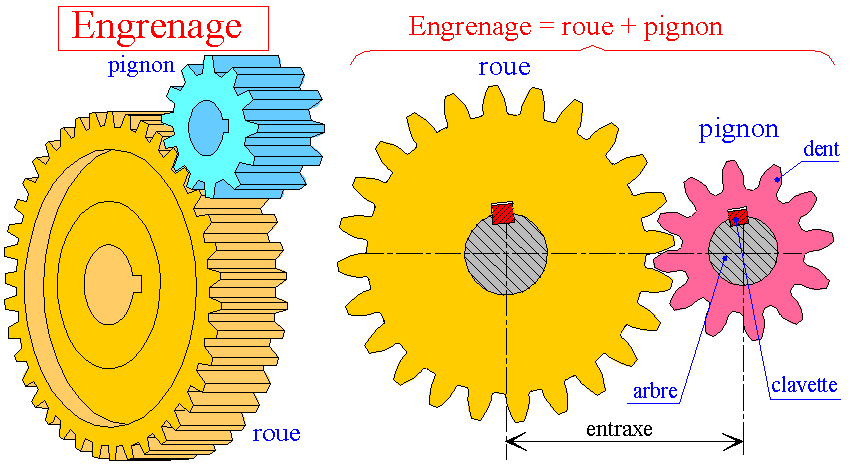 Engrenage
pignon
roue
Engrenage = roue + pignon
roue
pignon
dent
arbre
clavette
entraxe